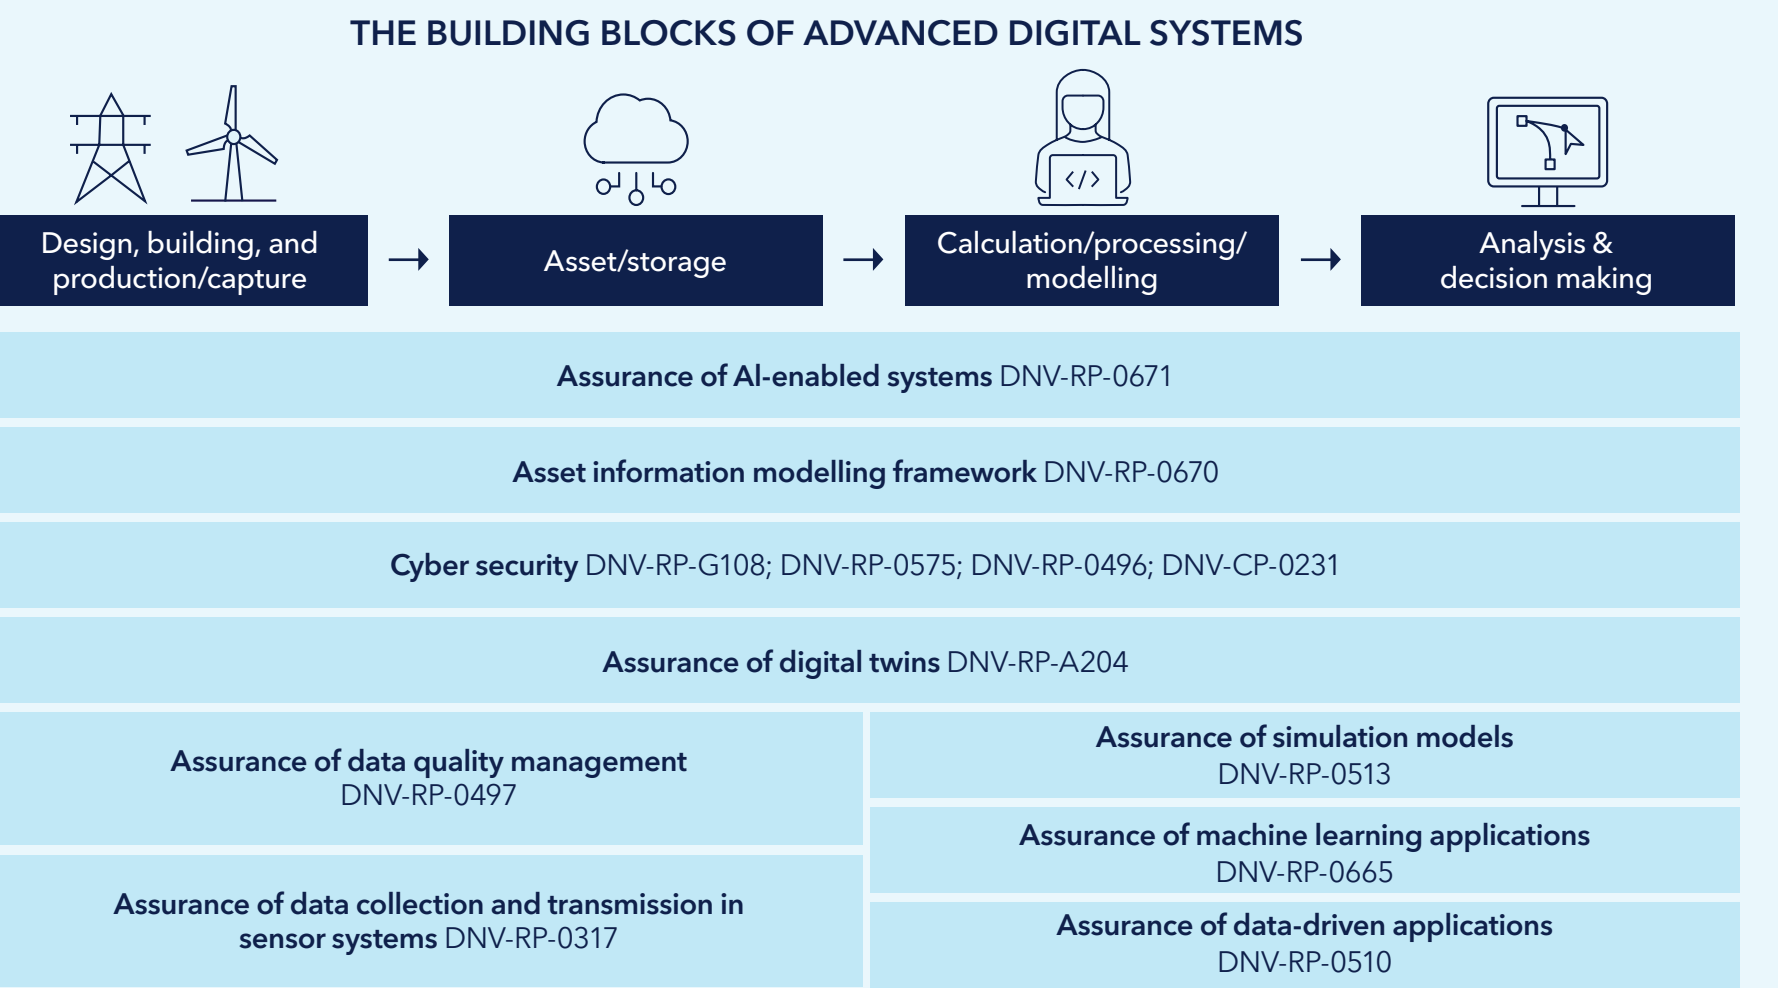 THE BUILDING BLOCKS OF ADVANCED DIGITAL SYSTEMS
</>
Design, building, and
production/capture
Asset/storage
Calculation/processing/
modelling
Analysis &
decision making
Assurance of AI-enabled systems DNV-RP-0671
Asset information modelling framework DNV-RP-0670
Cyber security DNV-RP-G108; DNV-RP-0575; DNV-RP-0496; DNV-CP-0231
Assurance of digital twins DNV-RP-A204
Assurance of data quality management
DNV-RP-0497
Assurance of data collection and transmission in
sensor systems DNV-RP-0317
Assurance of simulation models
DNV-RP-0513
Assurance of machine learning applications
DNV-RP-0665
Assurance of data-driven applications
DNV-RP-0510